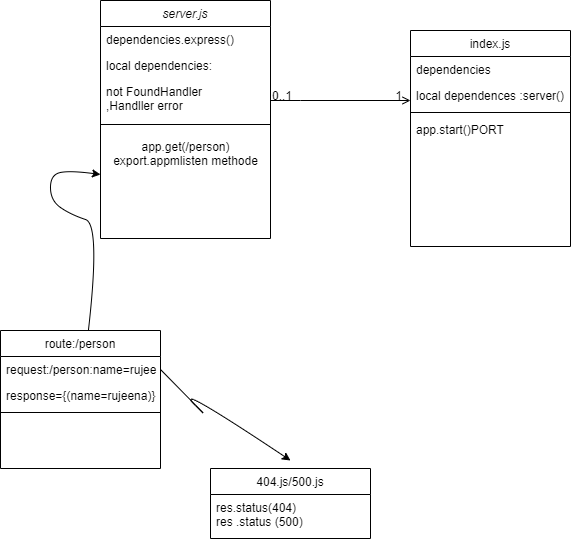 server.js
dependencies.express()
local dependencies:
not FoundHandler
,Handller error
app.get(/person)
export.appmlisten methode
0..1
1
index.js
dependencies
local dependences :server()
app.start()PORT
route:/person
request:/person:name=rujee
response={(name=rujeena)}
404.js/500.js
res.status(404)
res .status (500)